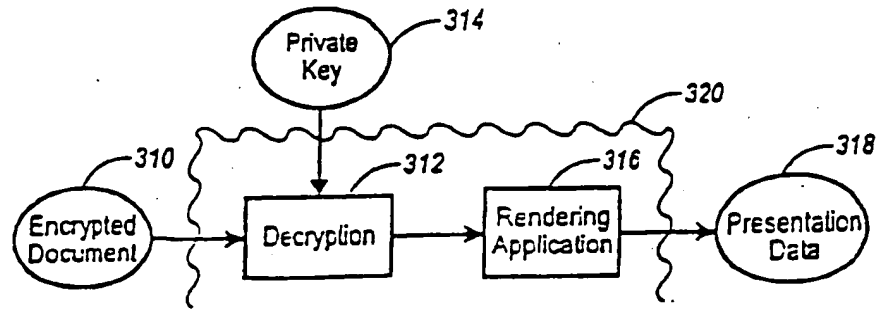 Private
Key
314
320
310
312
316
318
Encrypted
Document
Decryption
Rendering
Application
Presentation
Data